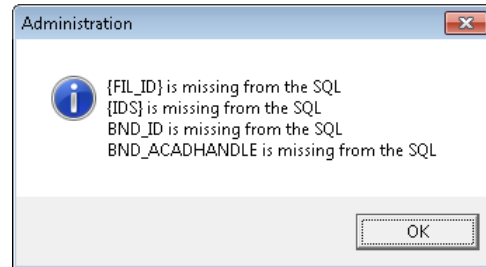 Administration
{FIL_ID} is missing from the SQL
{IDS} is missing from the SQL
BND_ID is missing from the SQL
BND_ACADHANDLE is missing from the SQL
OK